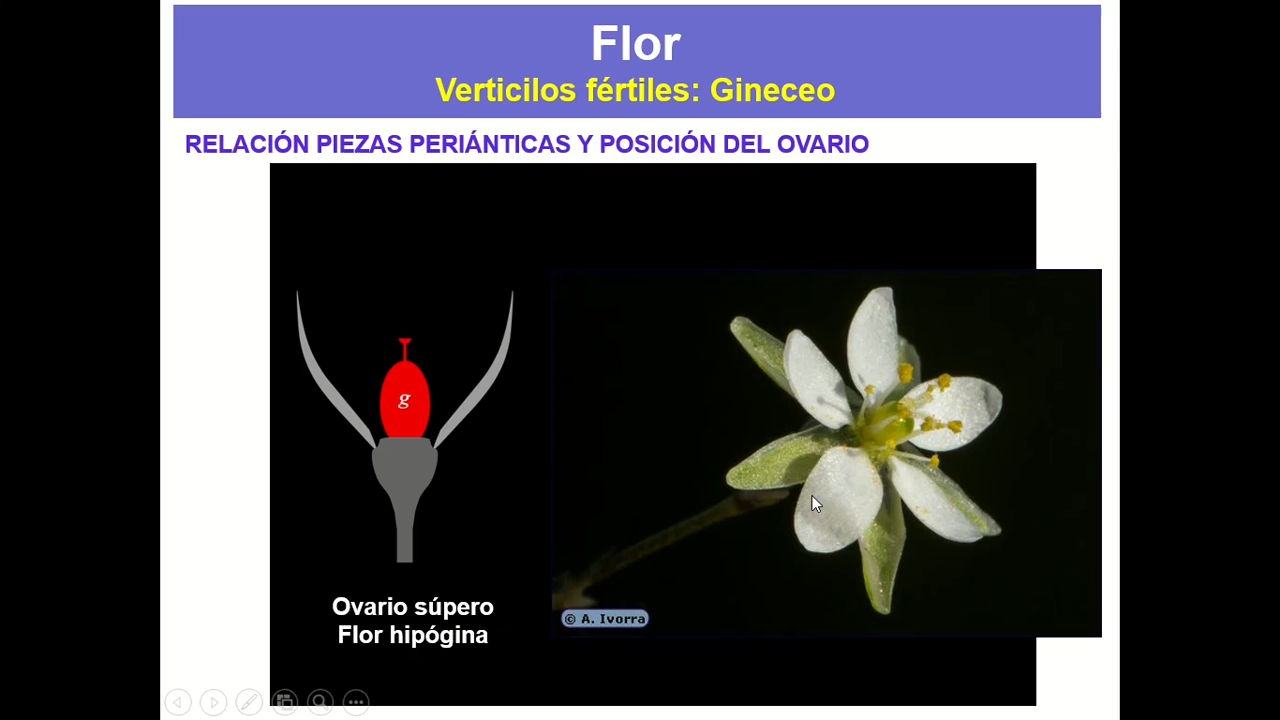 Flor
Verticilos fértiles: Gineceo
RELACIÓN PIEZAS PERIÁNTICAS Y POSICIÓN DEL OVARIO
g
Ovario súpero
Flor hipógina
© A. Ivorra